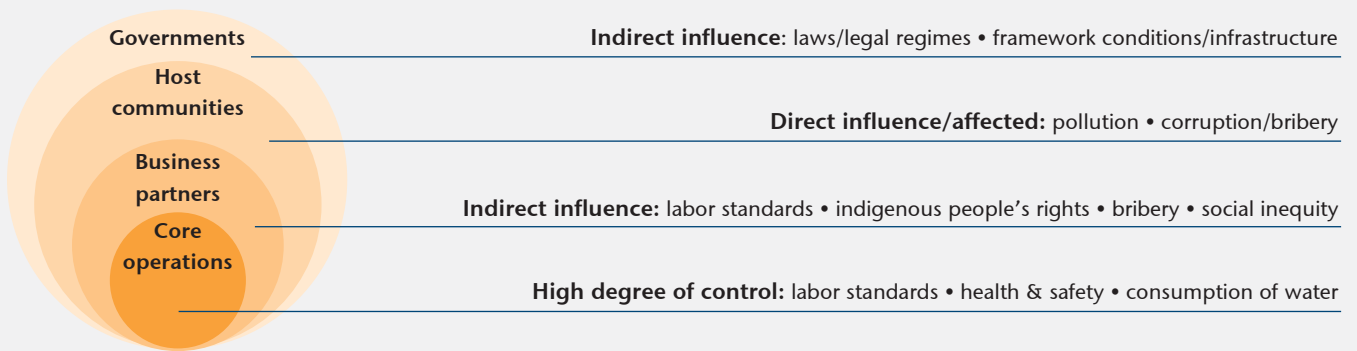 Governments
Indirect influence: laws/legal regimes • framework conditions/infrastructure
Host
communities
Direct influence/affected: pollution • corruption/bribery
Business
partners
Indirect influence: labor standards • indigenous people’s rights • bribery • social inequity
Core
operations
High degree of control: labor standards • health & safety • consumption of water